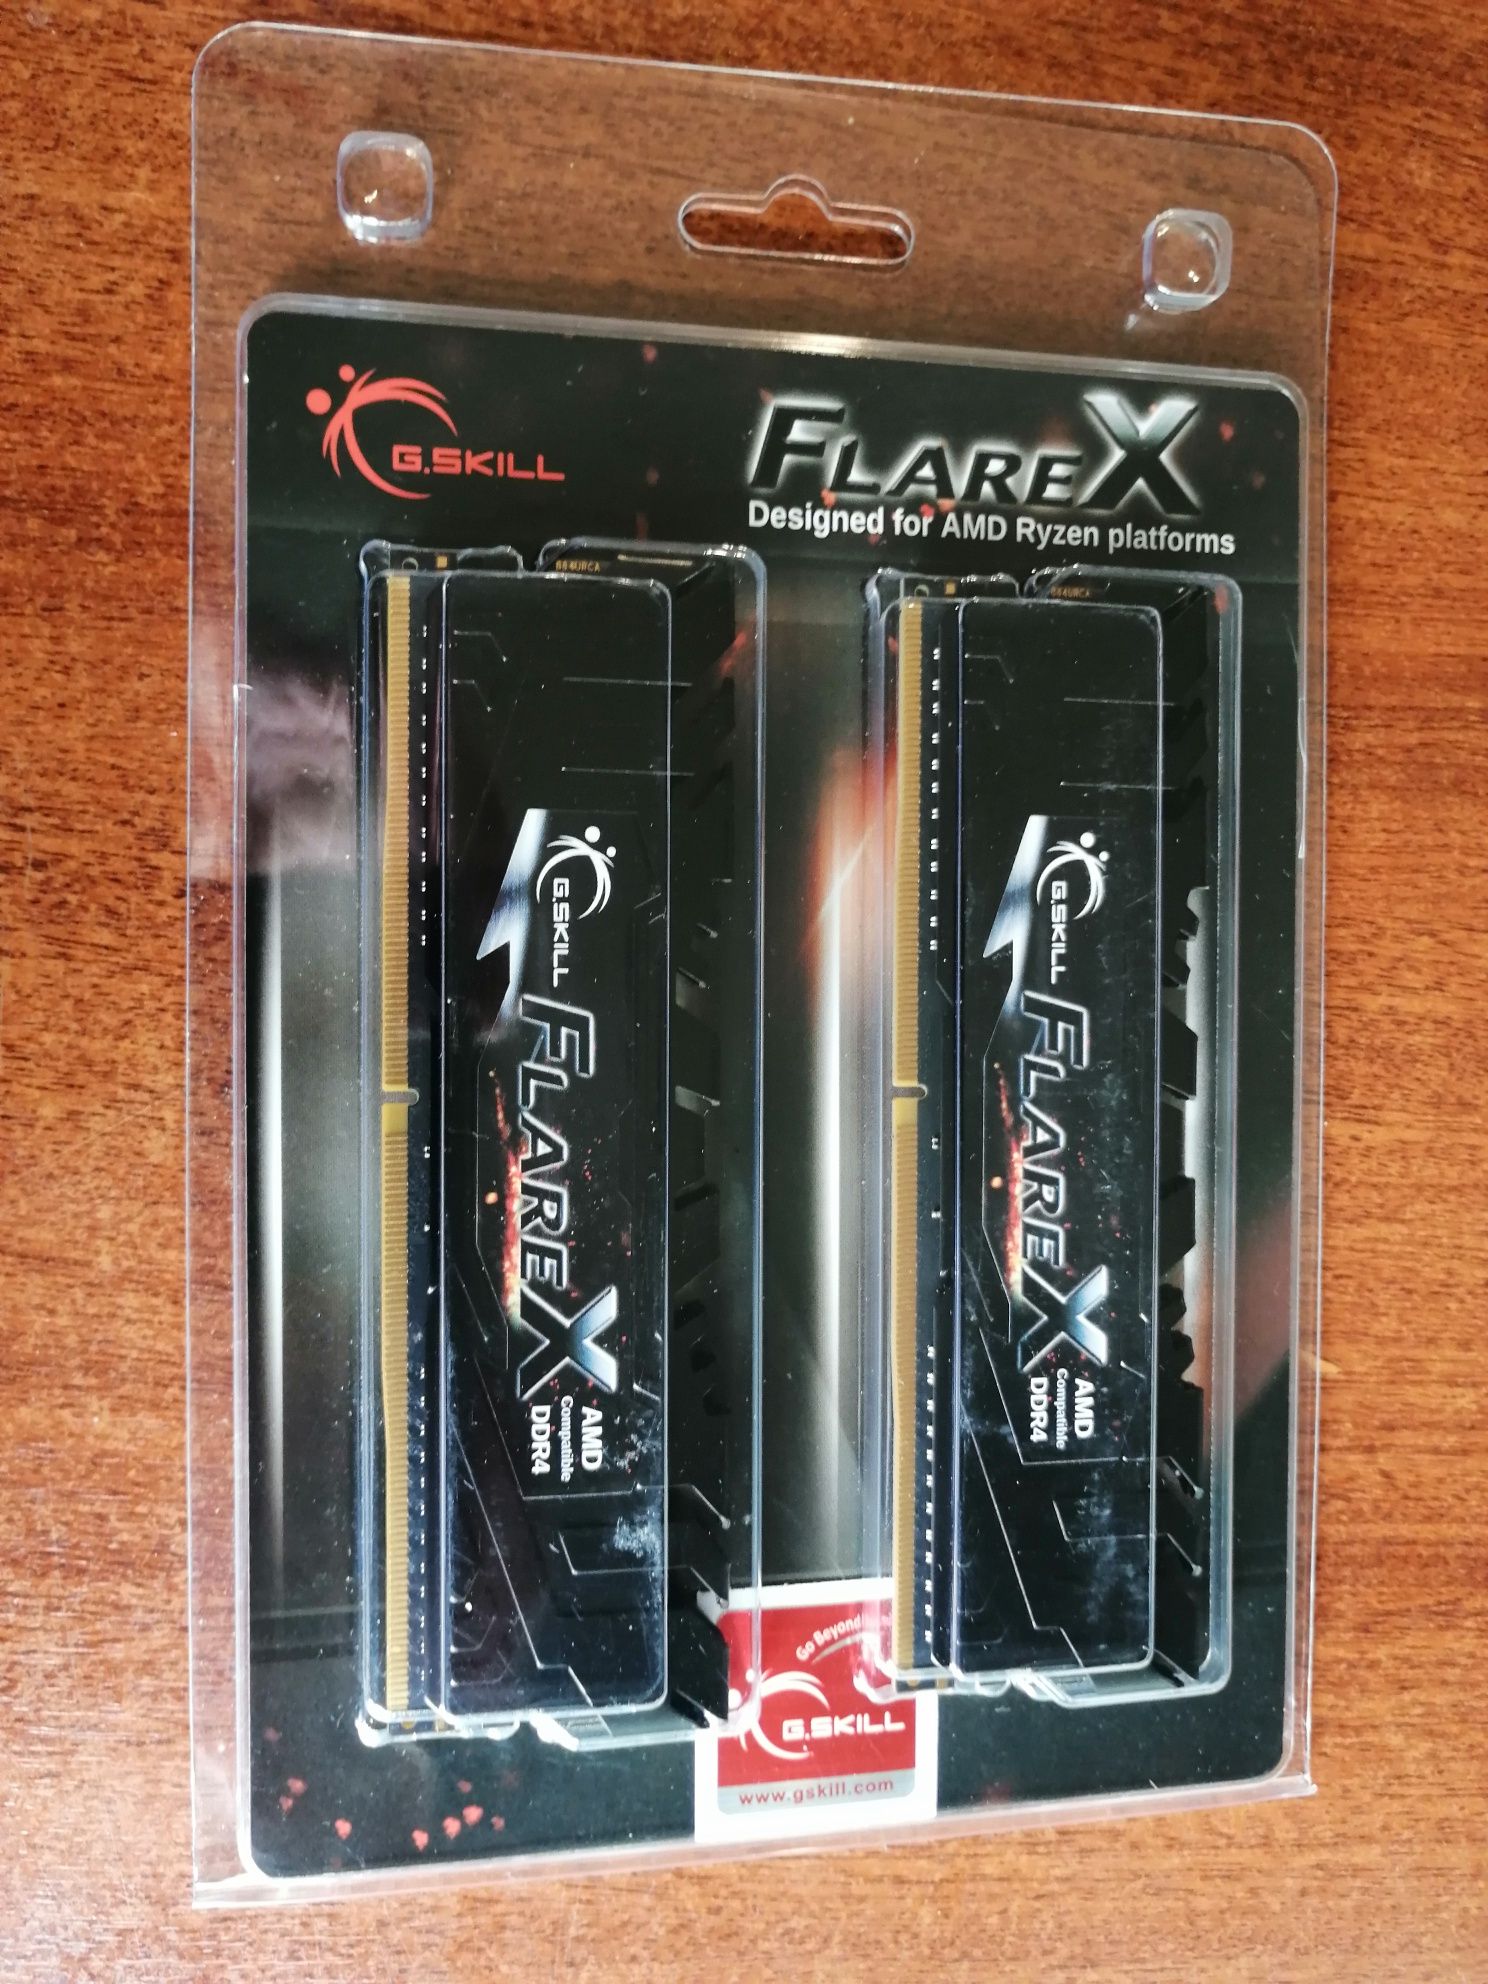 G.SKILL
FLAREX
Designed for AMD Ryzen platforms
884URCA
G.SKILL
FLAREX
AMD
Compatible
DDR4
G.SKILL
FLAREX
AMD
Compatible
DDR4
Go Beyond
G.SKILL
www.gskill.com